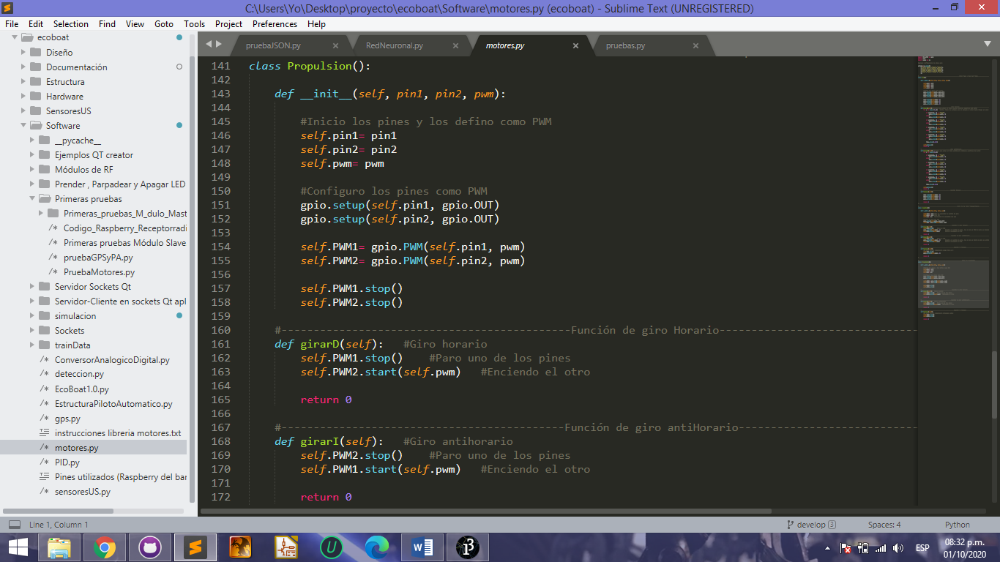 C:\Users\Yo\Desktop\proyecto\ecoboat\Software\motores.py (ecoboat) - Sublime Text (UNREGISTERED)
File Edit Selection Find View Goto Tools Project Preferences Help
ecoboat
Diseño
Documentación
Estructura
Hardware
SensoresUS
Software
__pycache__
Ejemplos QT creator
Módulos de RF
Prender , Parpadear y Apagar LED
Primeras pruebas
Primeras_pruebas_M_dulo_Mast
Codigo_Raspberry_Receptorradi
Primeras pruebas Módulo Slave
pruebaGPSyPA.py
PruebaMotores.py
Servidor Sockets Qt
Servidor-Cliente en sockets Qt apl
simulacion
Sockets
trainData
ConversorAnalogicoDigital.py
deteccion.py
EcoBoat1.0.py
EstructuraPilotoAutomatico.py
gps.py
instrucciones libreria motores.txt
motores.py
PID.py
Pines utilizados (Raspberry del bar
sensoresUS.py
pruebaJSON.py RedNeuronal.py motores.py pruebas.py
141 class Propulsion():
142
143 def __init__(self, pin1, pin2, pwm):
144
145 #Inicio los pines y los defino como PWM
146 self.pin1= pin1
147 self.pin2= pin2
148 self.pwm= pwm
149
150 #Configuro los pines como PWM
151 gpio.setup(self.pin1, gpio.OUT)
152 gpio.setup(self.pin2, gpio.OUT)
153
154 self.PWM1= gpio.PWM(self.pin1, pwm)
155 self.PWM2= gpio.PWM(self.pin2, pwm)
156
157 self.PWM1.stop()
158 self.PWM2.stop()
159
160 #---------------------------------------------Función de giro Horario-------------------------------
161 def girarD(self): #Giro horario
162 self.PWM1.stop() #Paro uno de los pines
163 self.PWM2.start(self.pwm) #Enciendo el otro
164
165 return 0
166
167 #--------------------------------------------Función de giro antiHorario----------------------------
168 def girarI(self): #Giro antihorario
169 self.PWM2.stop() #Paro uno de los pines
170 self.PWM1.start(self.pwm) #Enciendo el otro
171
172 return 0
Line 1, Column 1 develop 3 Spaces: 4 Python
ESP 08:32 p.m.
01/10/2020